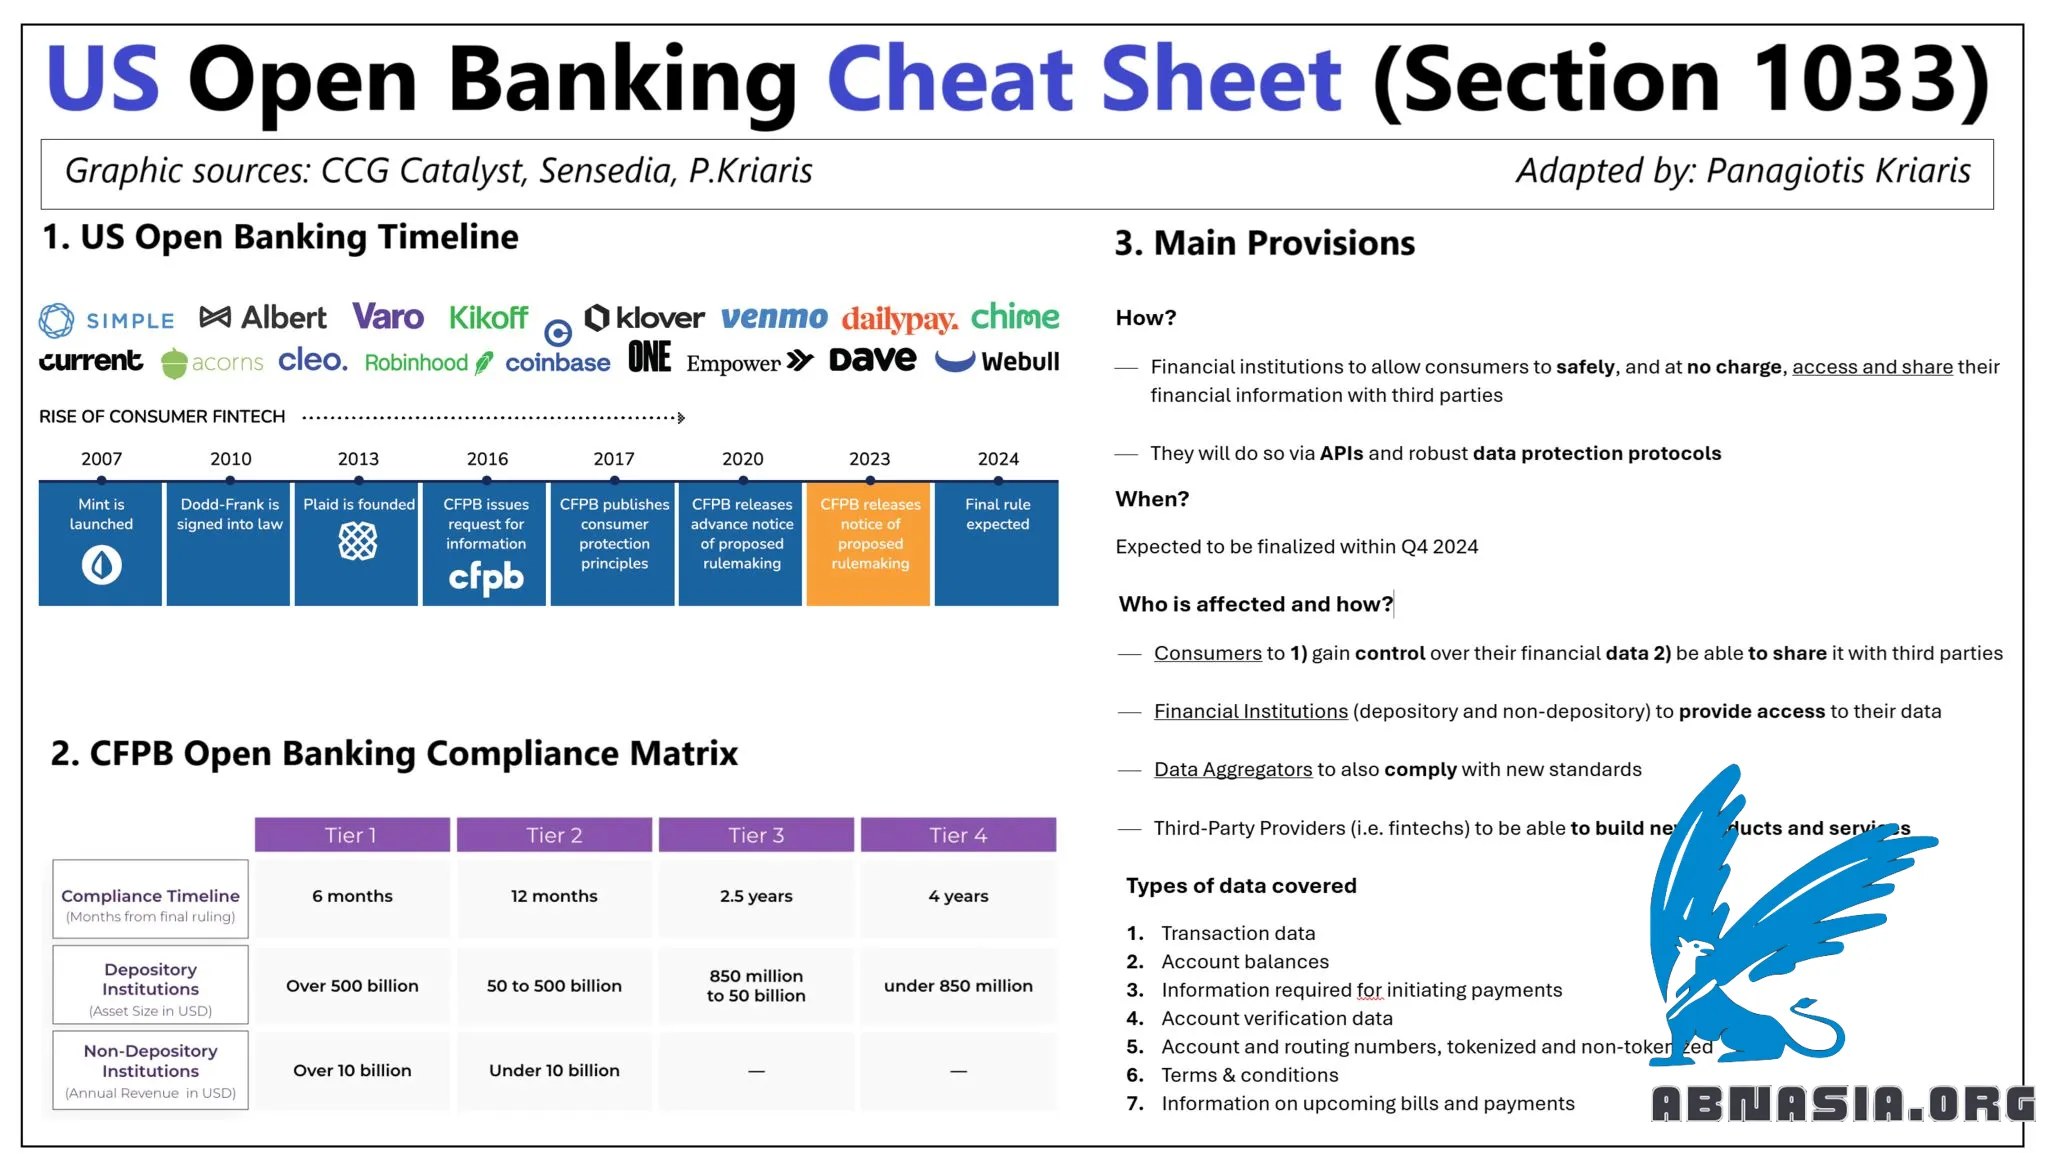 US Open Banking Cheat Sheet (Section 1033)
Graphic sources: CCG Catalyst, Sensedia, P.Kriaris
Adapted by: Panagiotis Kriaris
1. US Open Banking Timeline
SIMPLE Albert Varo Kikoff klover venmo dailypay. chime
current acorns cleo. Robinhood coinbase ONE Empower Dave Webull
RISE OF CONSUMER FINTECH
2007 2010 2013 2016 2017 2020 2023 2024
Mint is
launched
Dodd-Frank is
signed into law
Plaid is founded
CFPB issues
request for
information
cfpb
CFPB publishes
consumer
protection
principles
CFPB releases
advance notice
of proposed
rulemaking
CFPB releases
notice of
proposed
rulemaking
Final rule
expected
2. CFPB Open Banking Compliance Matrix
Tier 1 Tier 2 Tier 3 Tier 4
Compliance Timeline
(Months from final ruling)
6 months 12 months 2.5 years 4 years
Depository
Institutions
(Asset Size in USD)
Over 500 billion
50 to 500 billion
850 million
to 50 billion
under 850 million
Non-Depository
Institutions
(Annual Revenue in USD)
Over 10 billion Under 10 billion — —
3. Main Provisions
How?
— Financial institutions to allow consumers to safely, and at no charge, access and share their
financial information with third parties
— They will do so via APIs and robust data protection protocols
When?
Expected to be finalized within Q4 2024
Who is affected and how?
— Consumers to 1) gain control over their financial data 2) be able to share it with third parties
— Financial Institutions (depository and non-depository) to provide access to their data
— Data Aggregators to also comply with new standards
— Third-Party Providers (i.e. fintechs) to be able to build new products and services
Types of data covered
1. Transaction data
2. Account balances
3. Information required for initiating payments
4. Account verification data
5. Account and routing numbers, tokenized and non-tokenized
6. Terms & conditions
7. Information on upcoming bills and payments
ABNASIA.ORG